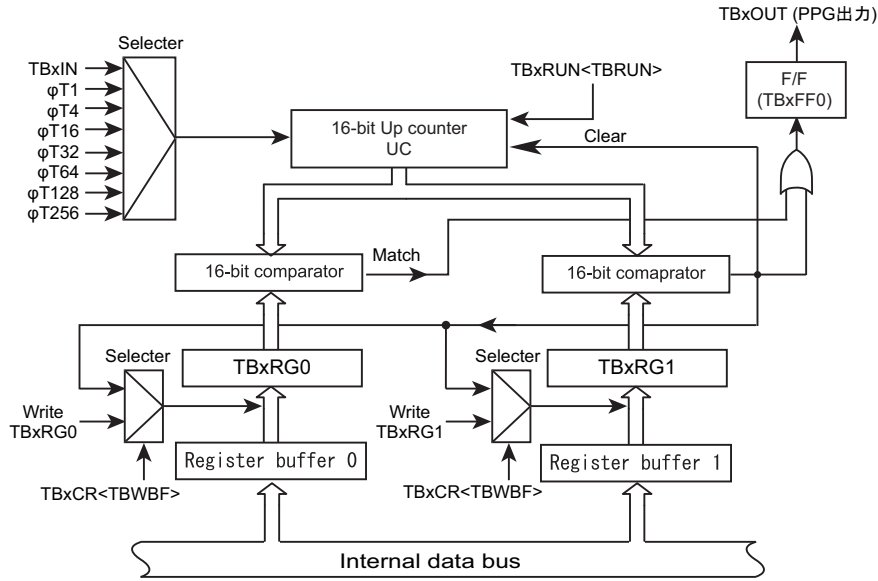 TBxOUT (PPG出力)
Selecter
TBxIN
φT1
φT4
φT16
φT32
φT64
φT128
φT256
TBxRUN<TBRUN>
F/F
(TBxFF0)
16-bit Up counter
UC
Clear
16-bit comparator
Match
16-bit comaprator
Selecter
TBxRG0
Selecter
TBxRG1
Write
TBxRG0
Write
TBxRG1
Register buffer 0
Register buffer 1
TBxCR<TBWBF>
TBxCR<TBWBF>
Internal data bus